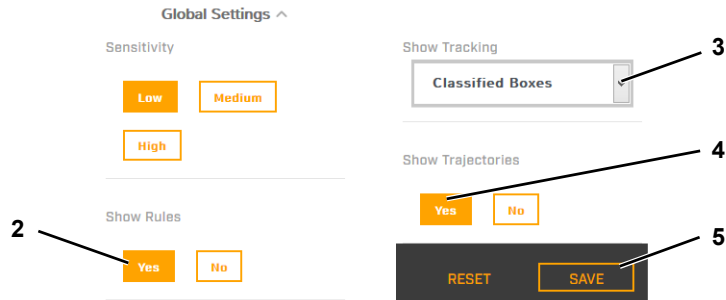 Global Settings
Sensitivity
Low Medium
High
Show Rules
2
Yes No
Show Tracking
3
Classified Boxes
4
Show Trajectories
Yes No
5
RESET SAVE